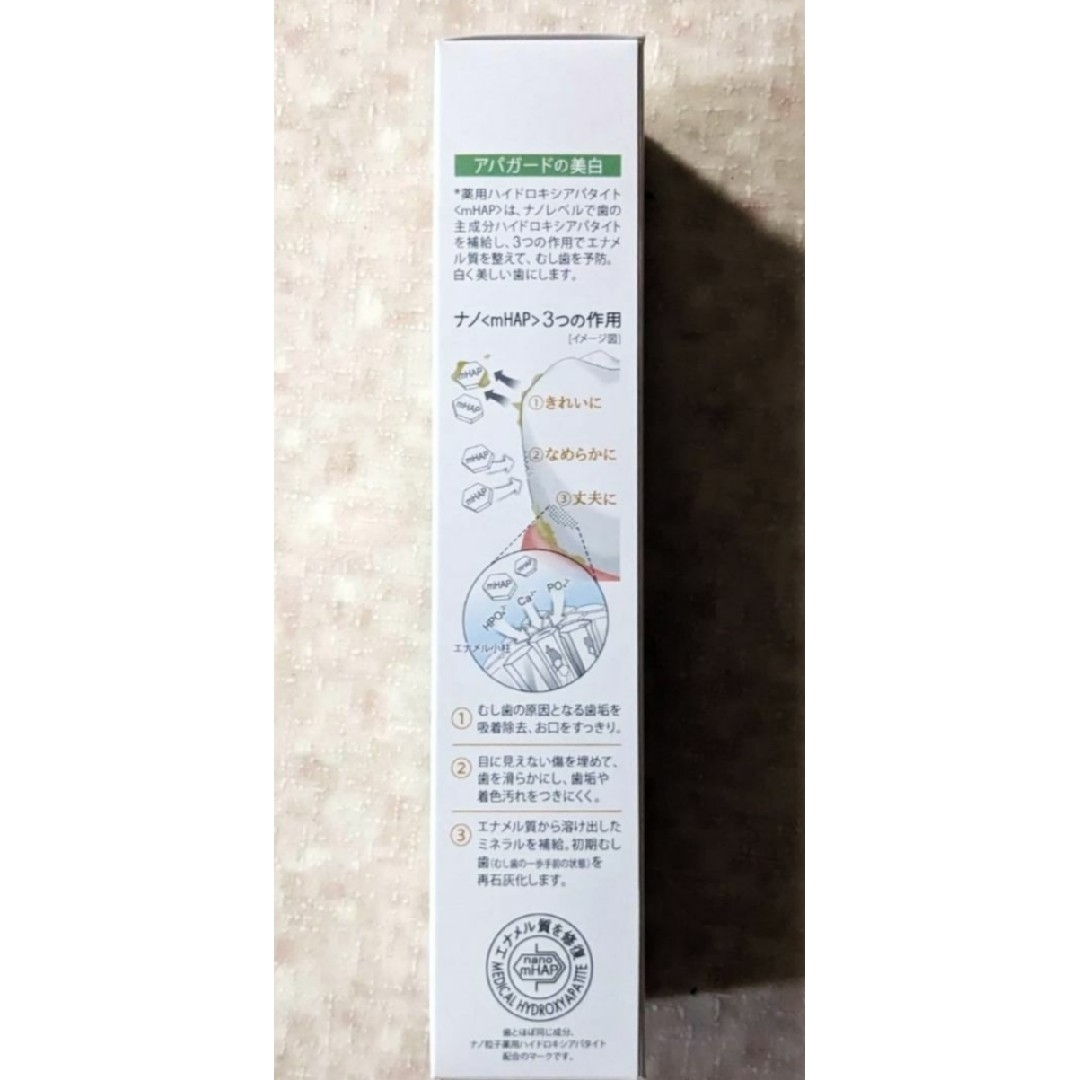 アパガードの美白
*薬用ハイドロキシアパタイト
<mHAP>は、ナノレベルで歯の
主成分ハイドロキシアパタイト
を補給し、3つの作用でエナメ
ル質を整えて、むし歯を予防。
白く美しい歯にします。
ナノ<mHAP>3つの作用
[イメージ図]
mHAP
mHAP
①きれいに
mHAP
②なめらかに
mHAP
③丈夫に
mHAP
mHAP
HPO₄²⁻
Ca²⁺
PO₄³⁻
エナメル小柱
① むし歯の原因となる歯垢を
吸着除去、お口をすっきり。
② 目に見えない傷を埋めて、
歯を滑らかにし、歯垢や
着色汚れをつきにくく。
③ エナメル質から溶け出した
ミネラルを補給。初期むし
歯(むし歯の一歩手前の状態)を
再石灰化します。
エナメル質を修復
nano
mHAP
MEDICAL HYDROXYAPATITE
歯とほぼ同じ成分、
ナノ粒子薬用ハイドロキシアパタイト
配合のマークです。